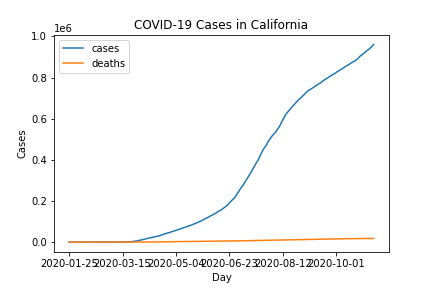 COVID-19 Cases in California
1e6
cases
deaths
1.0
0.8
0.6
0.4
0.2
0.0
Cases
2020-01-25 2020-03-15 2020-05-04 2020-06-23 2020-08-12 2020-10-01
Day